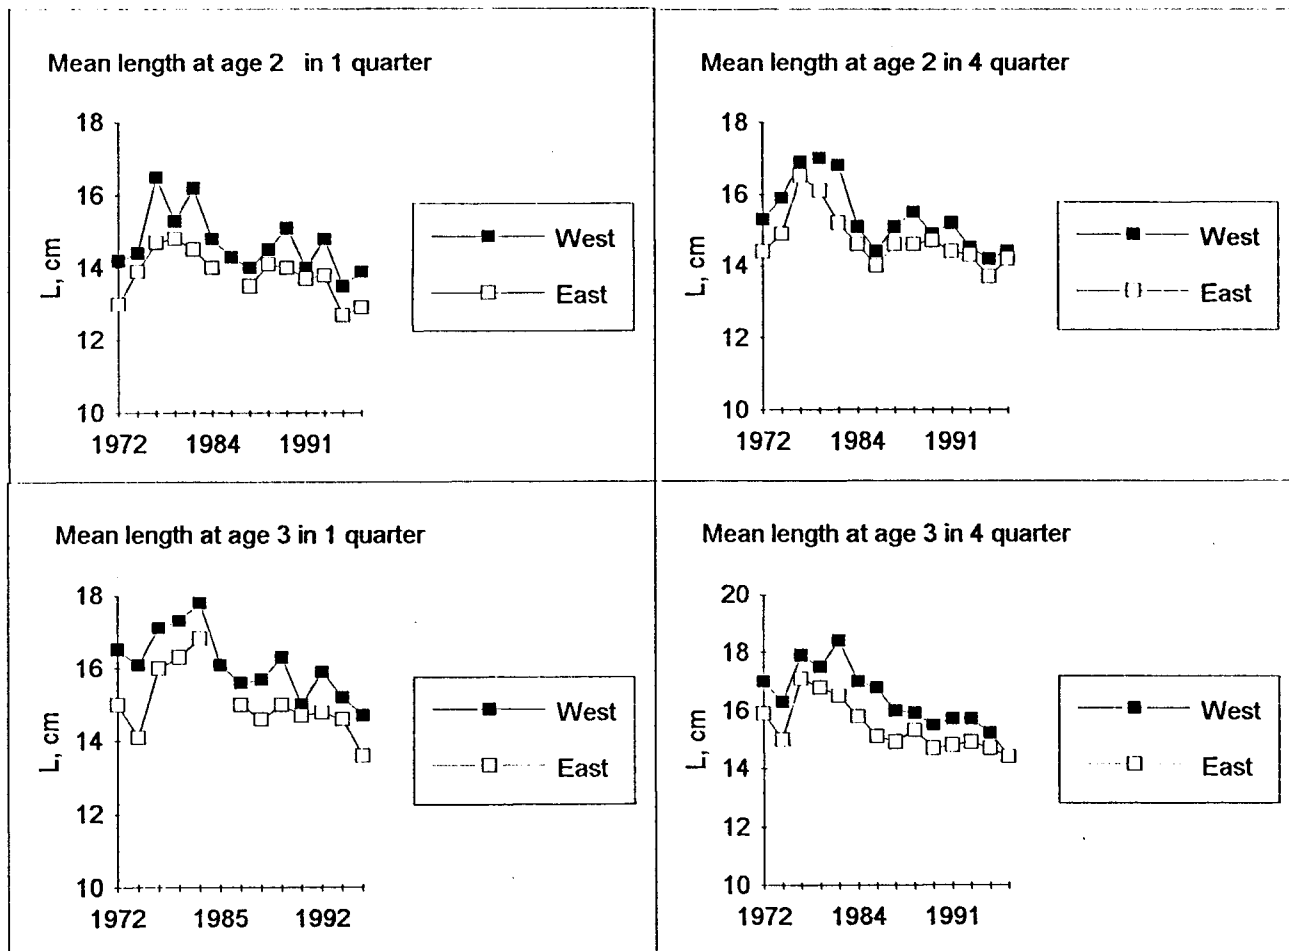 Mean length at age 2 in 1 quarter
L, cm
18
16
14
12
10
1972 1984 1991
West
East
Mean length at age 2 in 4 quarter
L, cm
18
16
14
12
10
1972 1984 1991
West
East
Mean length at age 3 in 1 quarter
L, cm
18
16
14
12
10
1972 1985 1992
West
East
Mean length at age 3 in 4 quarter
L, cm
20
18
16
14
12
10
1972 1984 1991
West
East